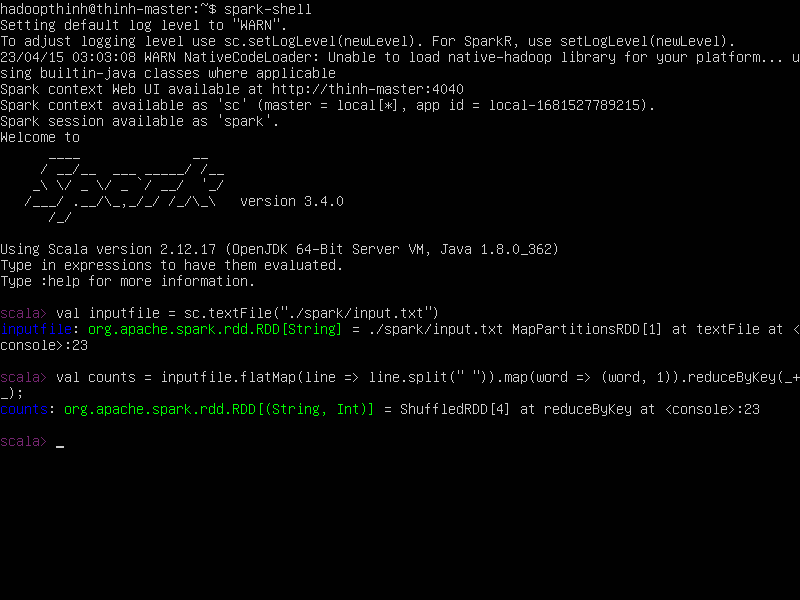 hadoopthinh@thinh-master:~$ spark-shell
Setting default log level to "WARN".
To adjust logging level use sc.setLogLevel(newLevel). For SparkR, use setLogLevel(newLevel).
23/04/15 03:03:08 WARN NativeCodeLoader: Unable to load native-hadoop library for your platform... u
sing builtin-java classes where applicable
Spark context Web UI available at http://thinh-master:4040
Spark context available as 'sc' (master = local[*], app id = local-1681527789215).
Spark session available as 'spark'.
Welcome to
      ____              __
     / __/__  ___ _____/ /__
    _\ \/ _ \/ _ `/ __/  '_/
   /___/ .__/\_,_/_/ /_/\_\   version 3.4.0
      /_/
Using Scala version 2.12.17 (OpenJDK 64-Bit Server VM, Java 1.8.0_362)
Type in expressions to have them evaluated.
Type :help for more information.
scala> val inputfile = sc.textFile("./spark/input.txt")
inputfile: org.apache.spark.rdd.RDD[String] = ./spark/input.txt MapPartitionsRDD[1] at textFile at <
console>:23
scala> val counts = inputfile.flatMap(line => line.split(" ")).map(word => (word, 1)).reduceByKey(_+
_);
counts: org.apache.spark.rdd.RDD[(String, Int)] = ShuffledRDD[4] at reduceByKey at <console>:23
scala> _